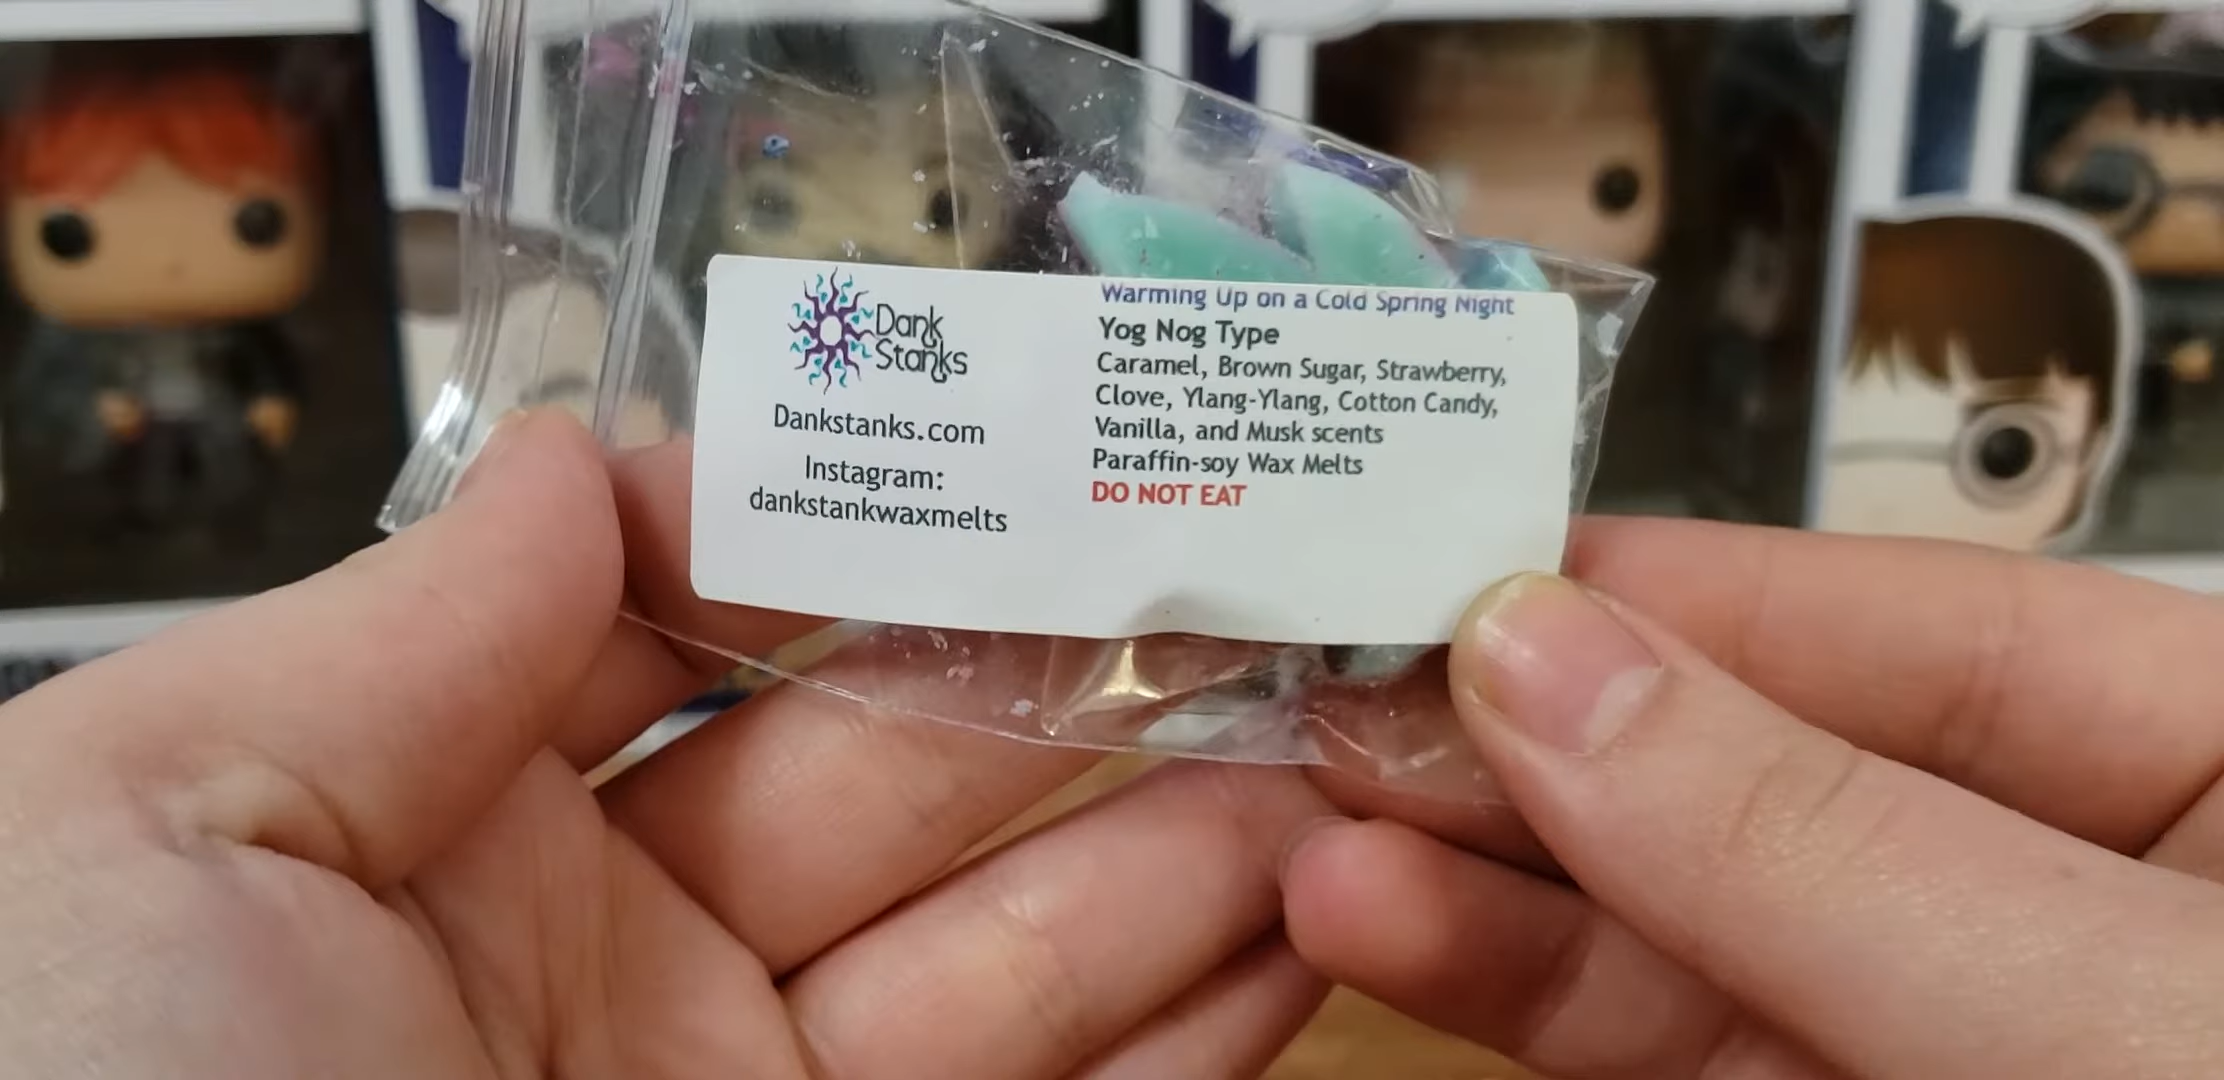 Dank
Stanks
Dankstanks.com
Instagram:
dankstankwaxmelts
Warming Up on a Cold Spring Night
Yog Nog Type
Caramel, Brown Sugar, Strawberry,
Clove, Ylang-Ylang, Cotton Candy,
Vanilla, and Musk scents
Paraffin-soy Wax Melts
DO NOT EAT